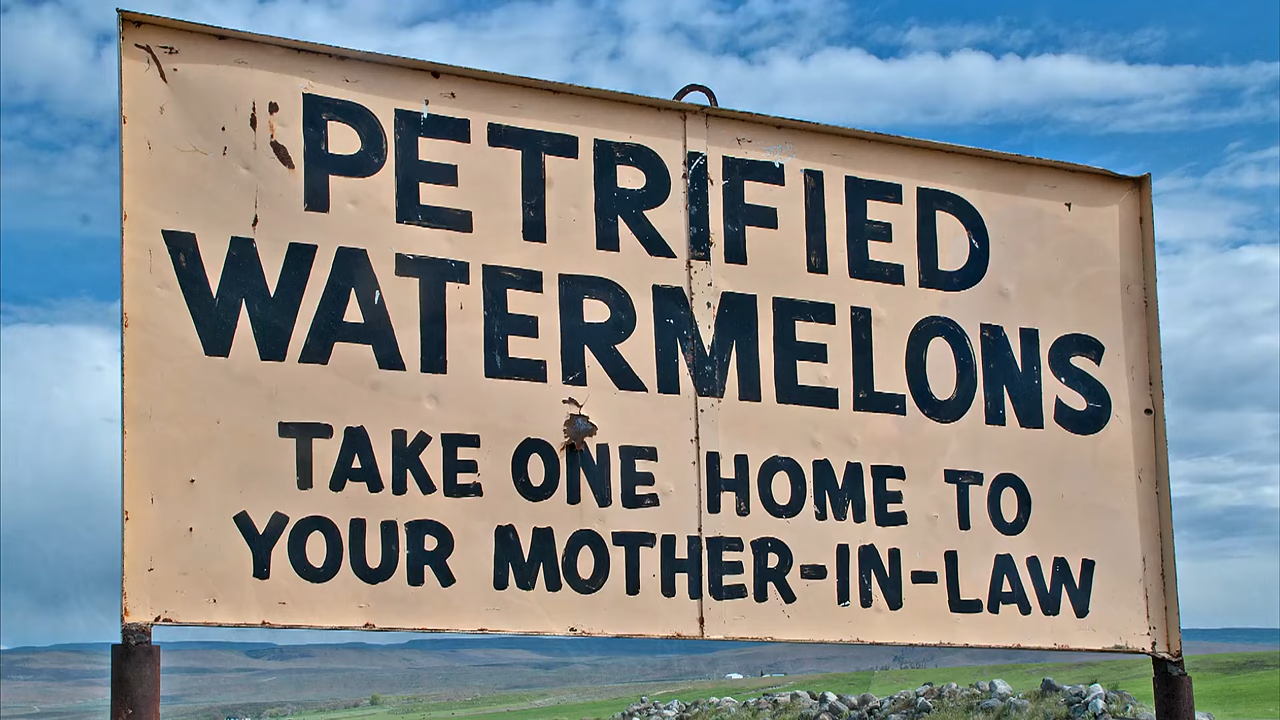 PETRIFIED
WATERMELONS
TAKE ONE HOME TO
YOUR MOTHER-IN-LAW